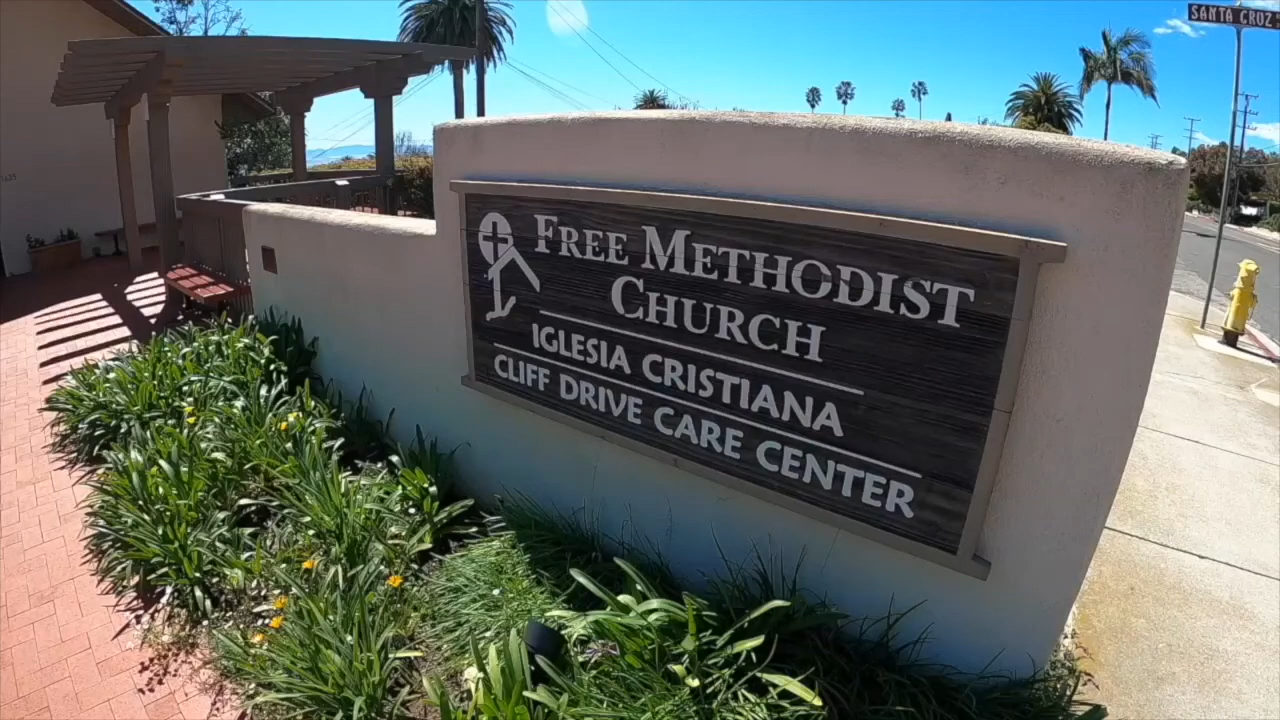 SANTA CRUZ
FREE METHODIST
CHURCH
IGLESIA CRISTIANA
CLIFF DRIVE CARE CENTER